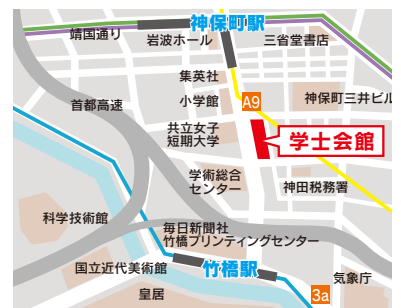 神保町駅
靖国通り
岩波ホール
三省堂書店
集英社
小学館
A9
首都高速
神保町三井ビル
共立女子
短期大学
学士会館
学術総合
センター
神田税務署
科学技術館
毎日新聞社
竹橋プリンティングセンター
国立近代美術館
竹橋駅
気象庁
皇居
3a